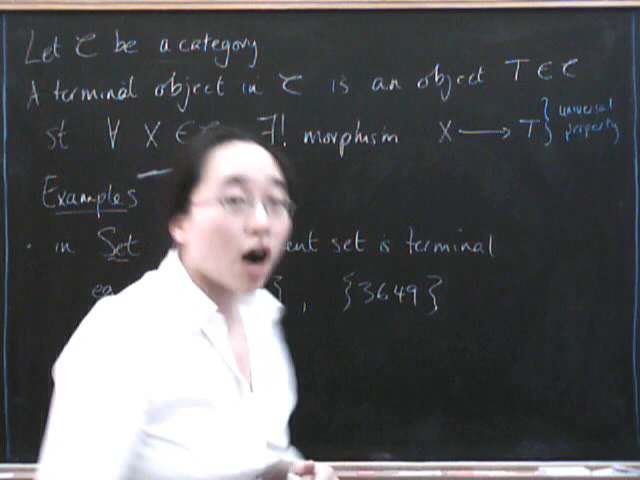 Let C be a category
A terminal object in C is an object T ∈ C
st ∀ X ∈ ∃! morphism X ⟶ T } universal property
Examples
· in Set set is terminal
eg } , {3649}